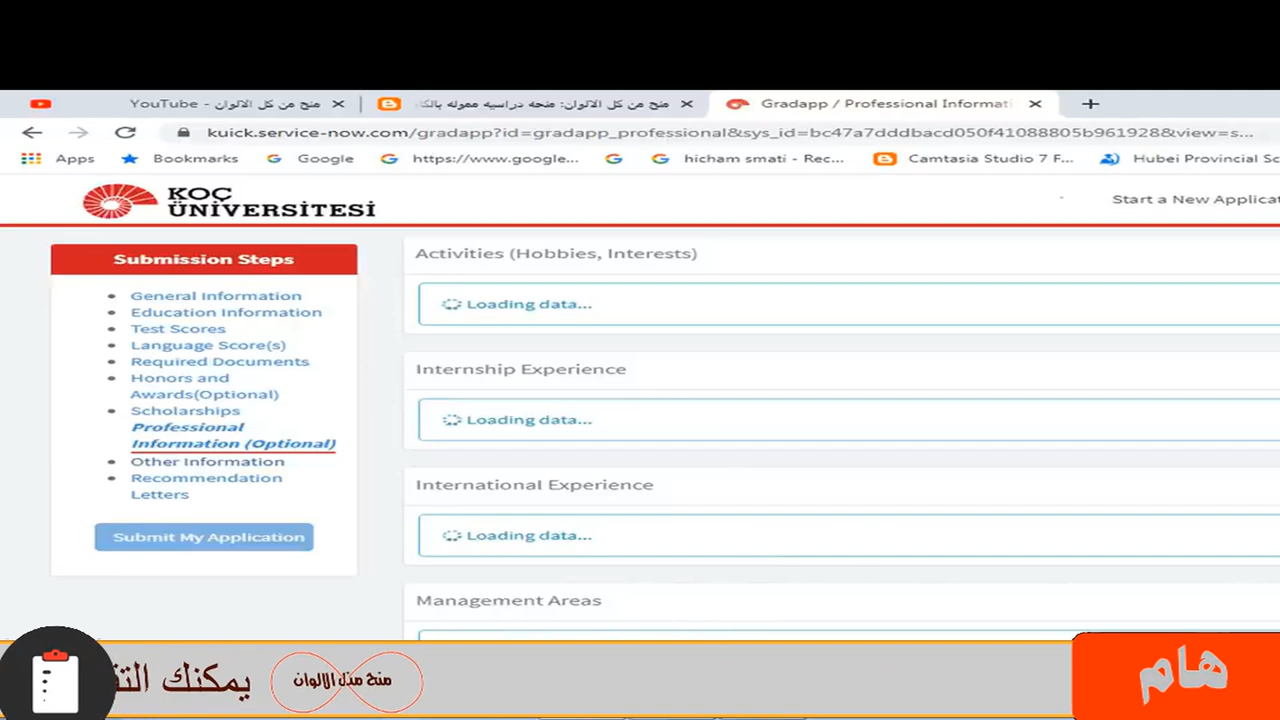 YouTube - منح من كل الالوان
منح من كل الالوان: منحه دراسيه مموله بالكا
Gradapp / Professional Informati
kuick.service-now.com/gradapp?id=gradapp_professional&sys_id=bc47a7dddbacd050f41088805b961928&view=s...
Apps
Bookmarks
Google
https://www.google...
hicham smati - Rec...
Camtasia Studio 7 F...
Hubei Provincial Sc
KOÇ
ÜNİVERSİTESİ
Start a New Applicat
Submission Steps
General Information
Education Information
Test Scores
Language Score(s)
Required Documents
Honors and
Awards(Optional)
Scholarships
Professional
Information (Optional)
Other Information
Recommendation
Letters
Submit My Application
Activities (Hobbies, Interests)
Loading data...
Internship Experience
Loading data...
International Experience
Loading data...
Management Areas
هام
منح من كل الالوان
يمكنك